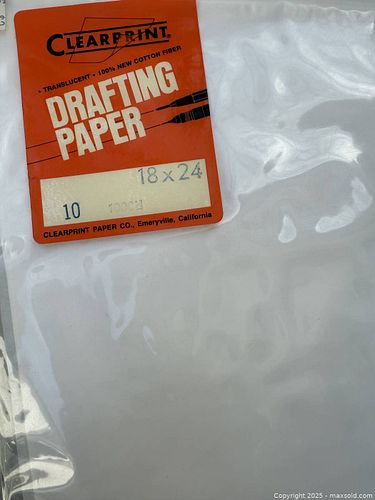 CLEARPRINT®
• TRANSLUCENT • 100% NEW COTTON FIBER
DRAFTING
PAPER
18 x 24
10 1000H
CLEARPRINT PAPER CO., Emeryville, California
Copyright © 2025 - maxsold.com